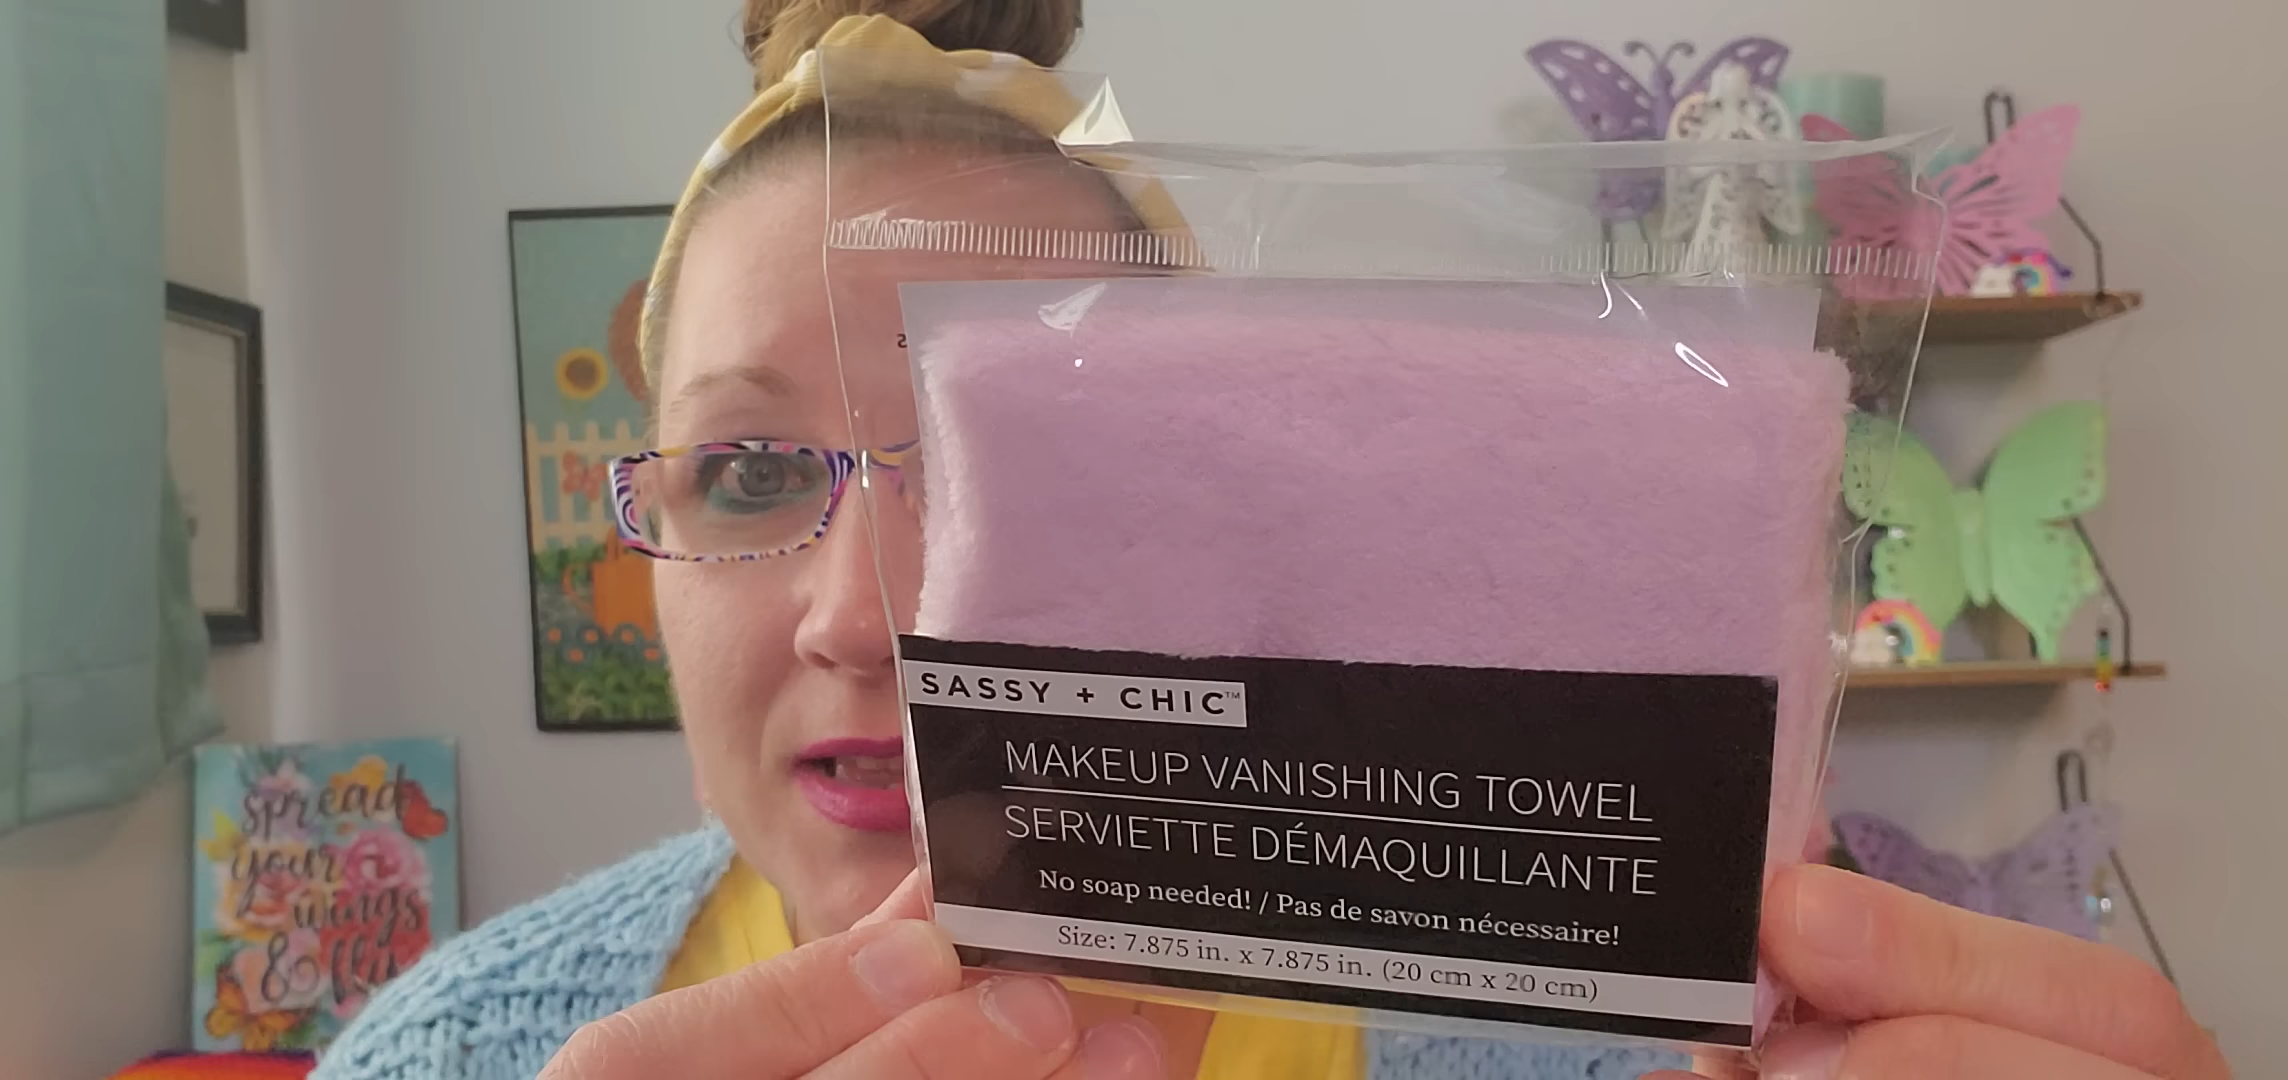 SASSY + CHIC™
MAKEUP VANISHING TOWEL
SERVIETTE DÉMAQUILLANTE
No soap needed! / Pas de savon nécessaire!
Size: 7.875 in. x 7.875 in. (20 cm x 20 cm)
spread
your
wings
& fly